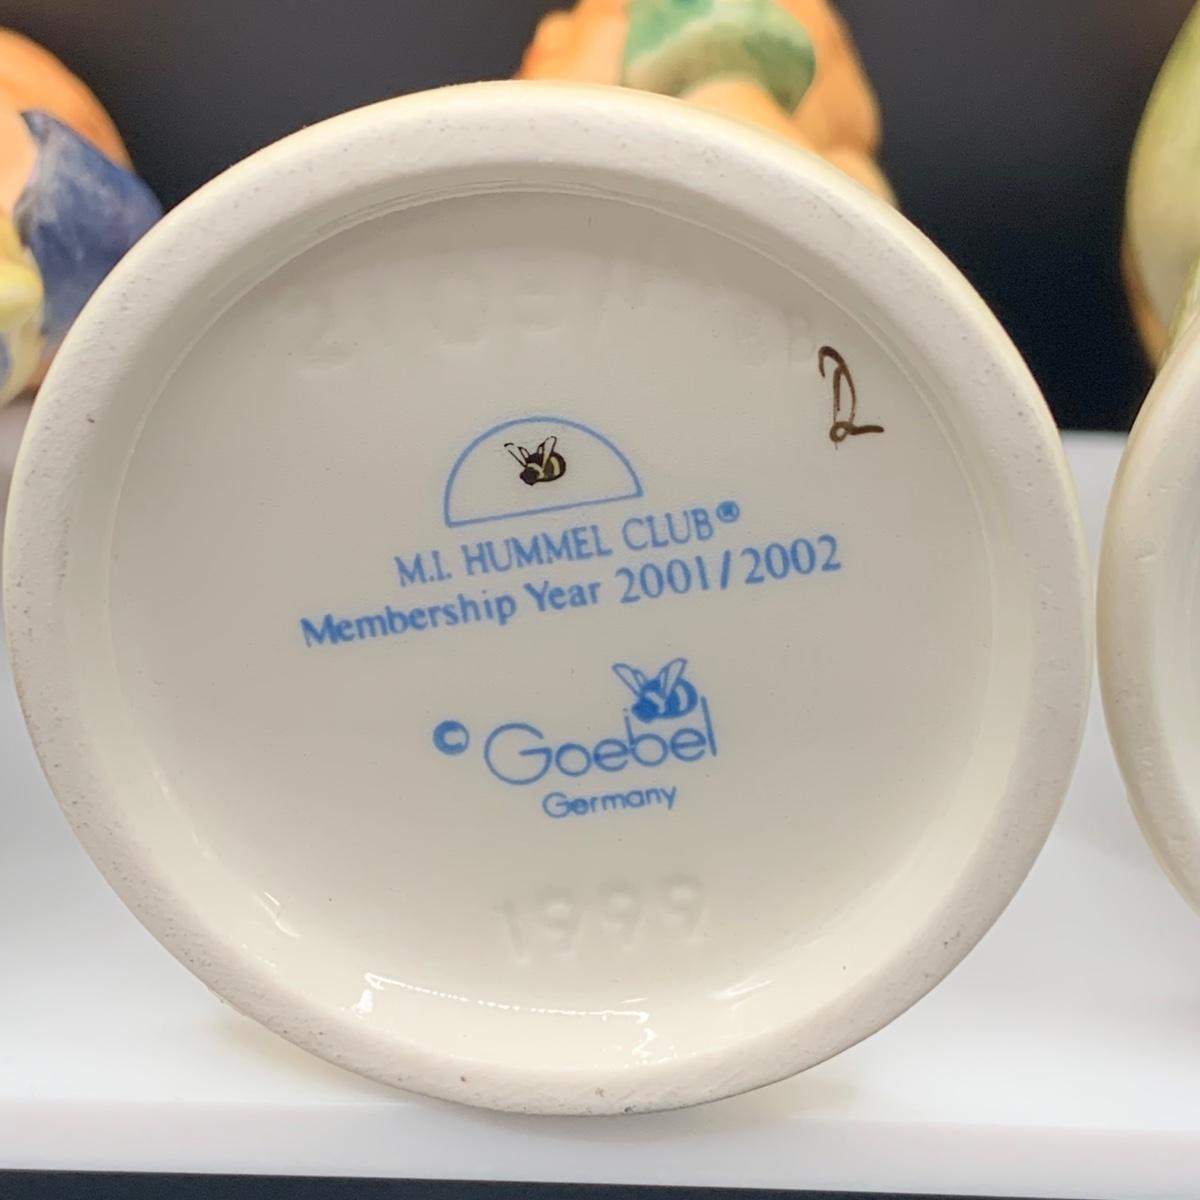 M.I. HUMMEL CLUB®
Membership Year 2001/2002
© Goebel
Germany
1999